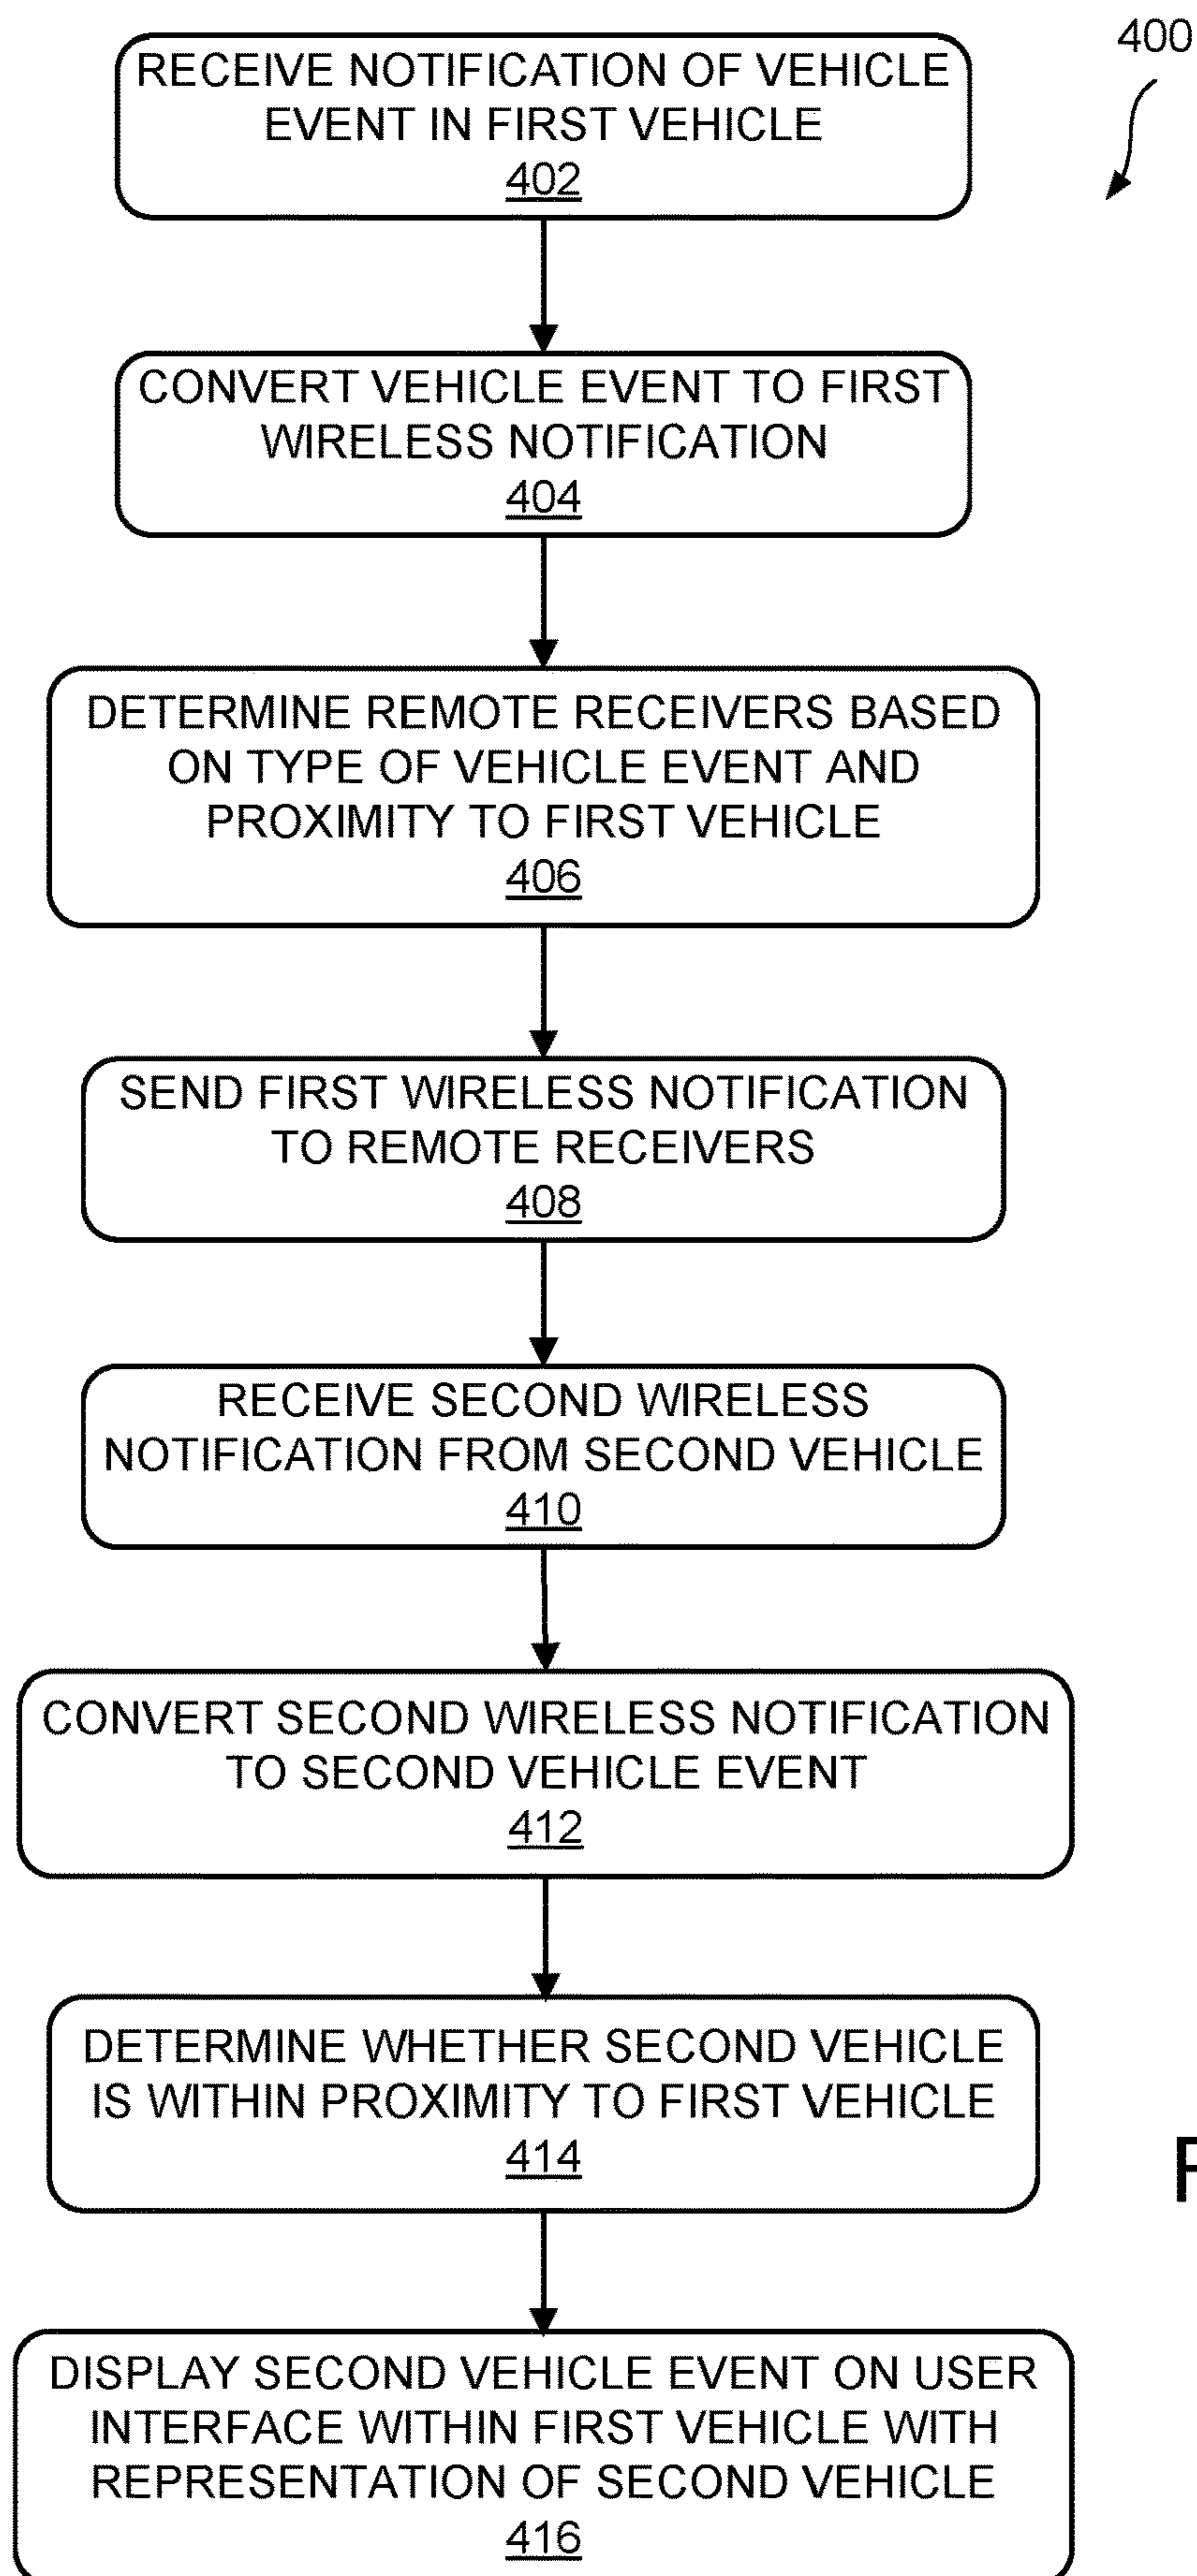 400
RECEIVE NOTIFICATION OF VEHICLE
EVENT IN FIRST VEHICLE
402
CONVERT VEHICLE EVENT TO FIRST
WIRELESS NOTIFICATION
404
DETERMINE REMOTE RECEIVERS BASED
ON TYPE OF VEHICLE EVENT AND
PROXIMITY TO FIRST VEHICLE
406
SEND FIRST WIRELESS NOTIFICATION
TO REMOTE RECEIVERS
408
RECEIVE SECOND WIRELESS
NOTIFICATION FROM SECOND VEHICLE
410
CONVERT SECOND WIRELESS NOTIFICATION
TO SECOND VEHICLE EVENT
412
DETERMINE WHETHER SECOND VEHICLE
IS WITHIN PROXIMITY TO FIRST VEHICLE
414
DISPLAY SECOND VEHICLE EVENT ON USER
INTERFACE WITHIN FIRST VEHICLE WITH
REPRESENTATION OF SECOND VEHICLE
416